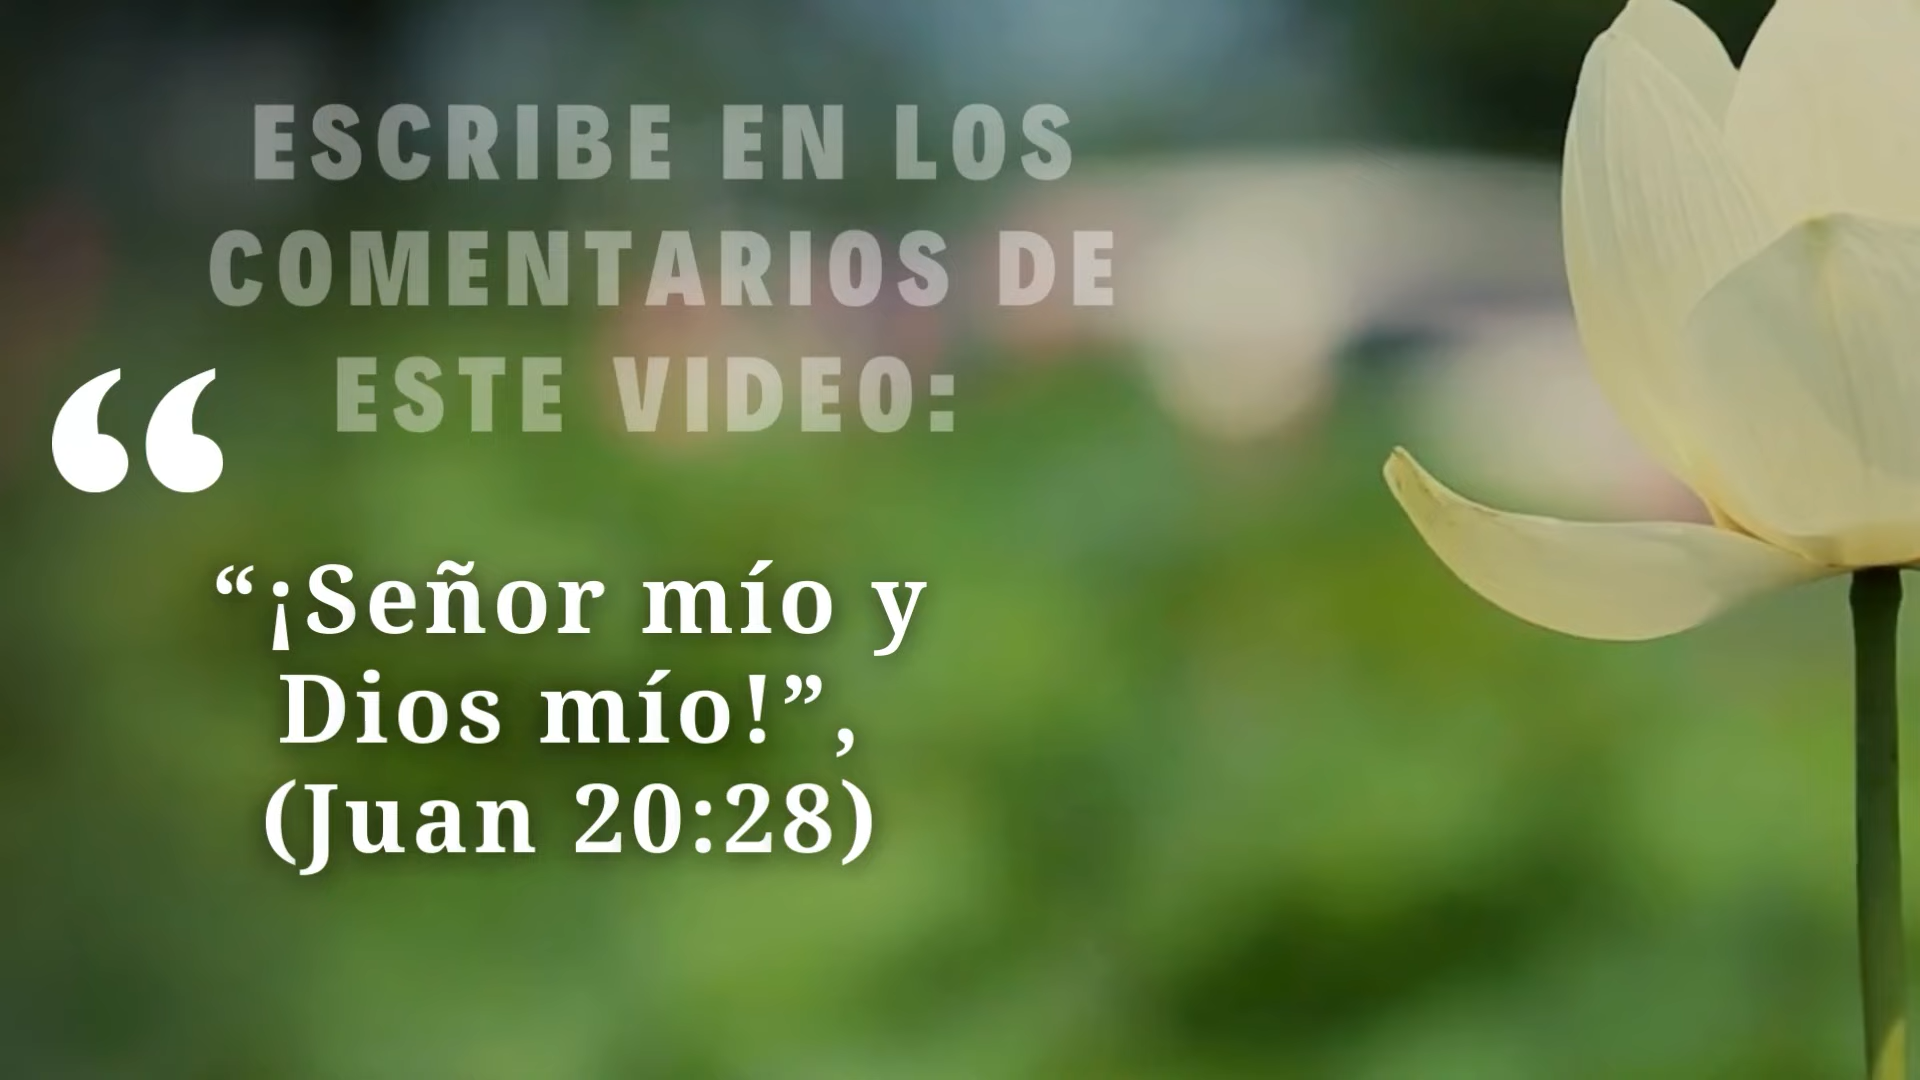 ESCRIBE EN LOS
COMENTARIOS DE
ESTE VIDEO:
“
“¡Señor mío y
Dios mío!”,
(Juan 20:28)